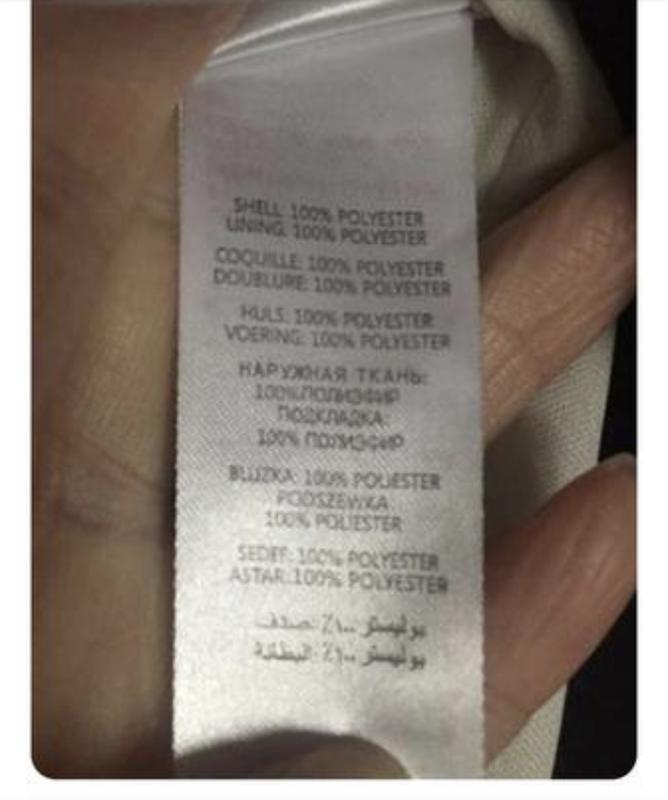 SHELL: 100% POLYESTER
LINING: 100% POLYESTER
COQUILLE: 100% POLYESTER
DOUBLURE: 100% POLYESTER
HULS: 100% POLYESTER
VOERING: 100% POLYESTER
НАРУЖНАЯ ТКАНЬ:
100%ПОЛИЭФИР
ПОДКЛАДКА:
100% ПОЛИЭФИР
BLUZKA: 100% POLIESTER
PODSZEWKA
100% POLIESTER
SEDEF: 100% POLYESTER
ASTAR:100% POLYESTER
بوليستر ١٠٠٪ :صدف
بوليستر ١٠٠٪ :البطانة